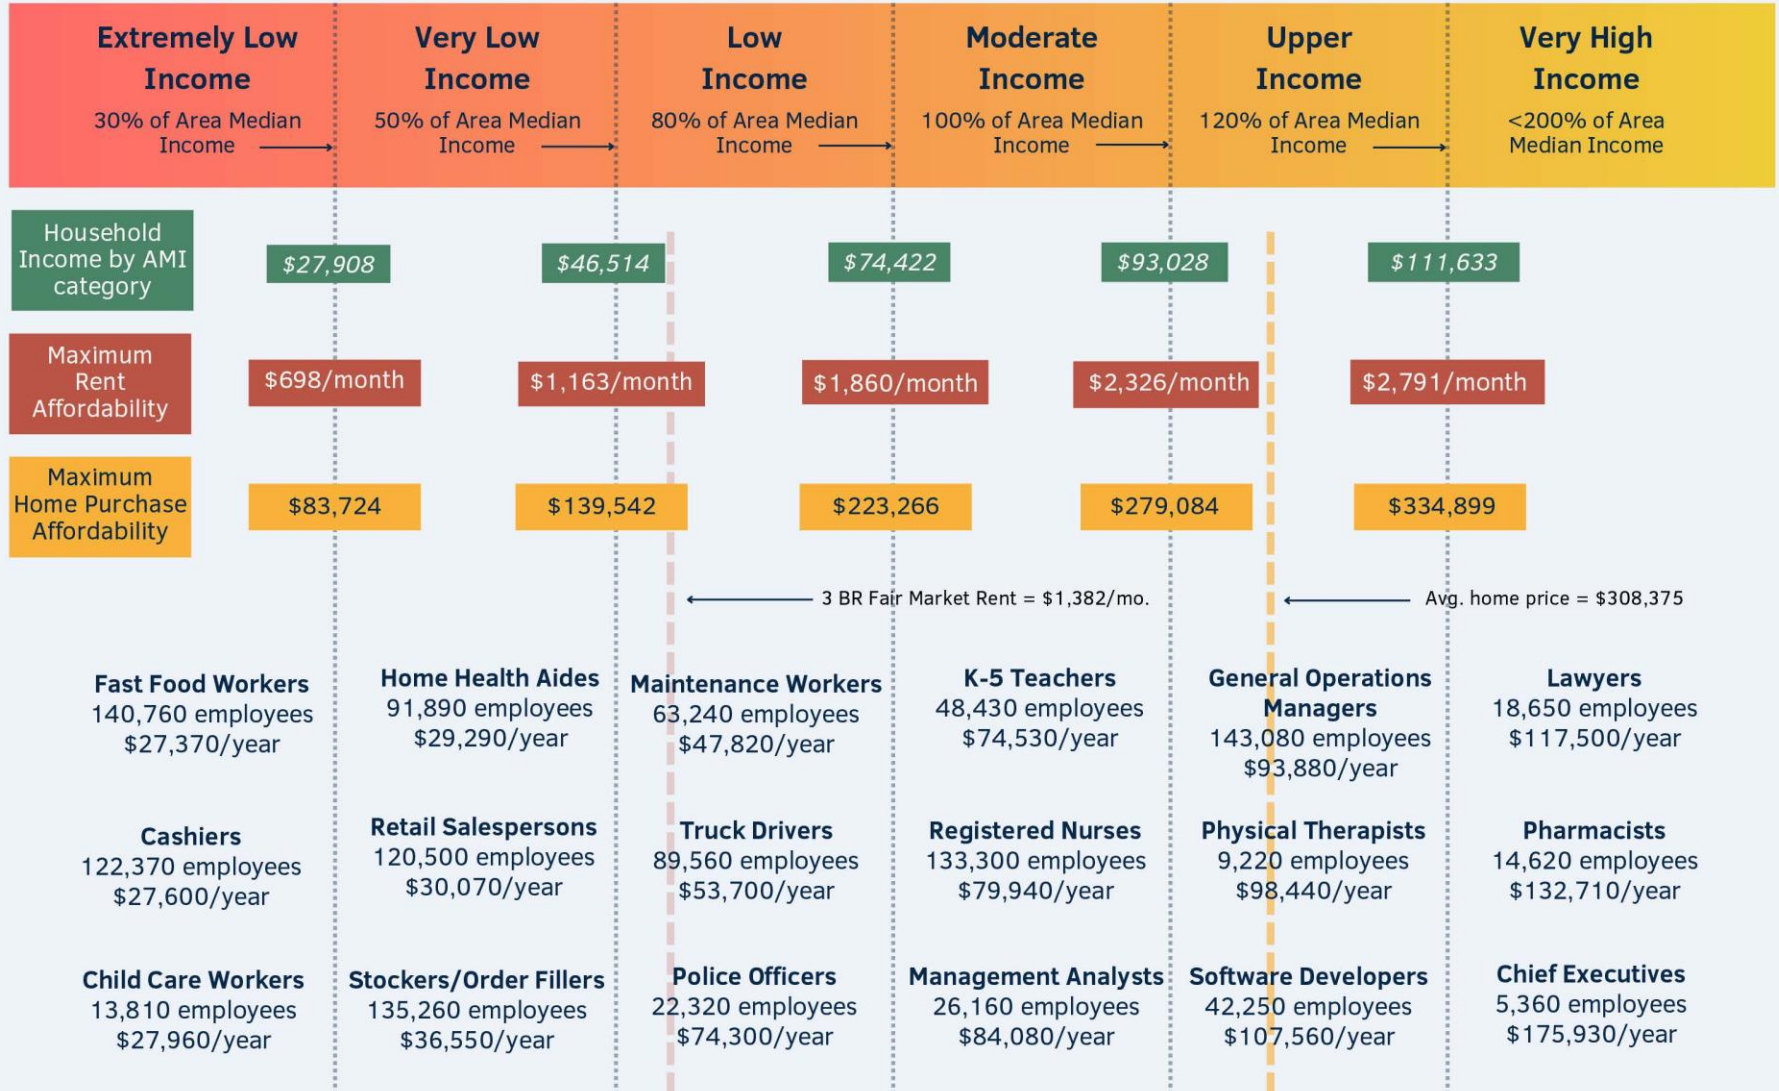 Extremely Low
Income
30% of Area Median
Income
Very Low
Income
50% of Area Median
Income
Low
Income
80% of Area Median
Income
Moderate
Income
100% of Area Median
Income
Upper
Income
120% of Area Median
Income
Very High
Income
<200% of Area
Median Income
Household
Income by AMI
category
$27,908
$46,514
$74,422
$93,028
$111,633
Maximum
Rent
Affordability
$698/month
$1,163/month
$1,860/month
$2,326/month
$2,791/month
Maximum
Home Purchase
Affordability
$83,724
$139,542
$223,266
$279,084
$334,899
3 BR Fair Market Rent = $1,382/mo.
Avg. home price = $308,375
Fast Food Workers
140,760 employees
$27,370/year
Home Health Aides
91,890 employees
$29,290/year
Maintenance Workers
63,240 employees
$47,820/year
K-5 Teachers
48,430 employees
$74,530/year
General Operations
Managers
143,080 employees
$93,880/year
Lawyers
18,650 employees
$117,500/year
Cashiers
122,370 employees
$27,600/year
Retail Salespersons
120,500 employees
$30,070/year
Truck Drivers
89,560 employees
$53,700/year
Registered Nurses
133,300 employees
$79,940/year
Physical Therapists
9,220 employees
$98,440/year
Pharmacists
14,620 employees
$132,710/year
Child Care Workers
13,810 employees
$27,960/year
Stockers/Order Fillers
135,260 employees
$36,550/year
Police Officers
22,320 employees
$74,300/year
Management Analysts
26,160 employees
$84,080/year
Software Developers
42,250 employees
$107,560/year
Chief Executives
5,360 employees
$175,930/year